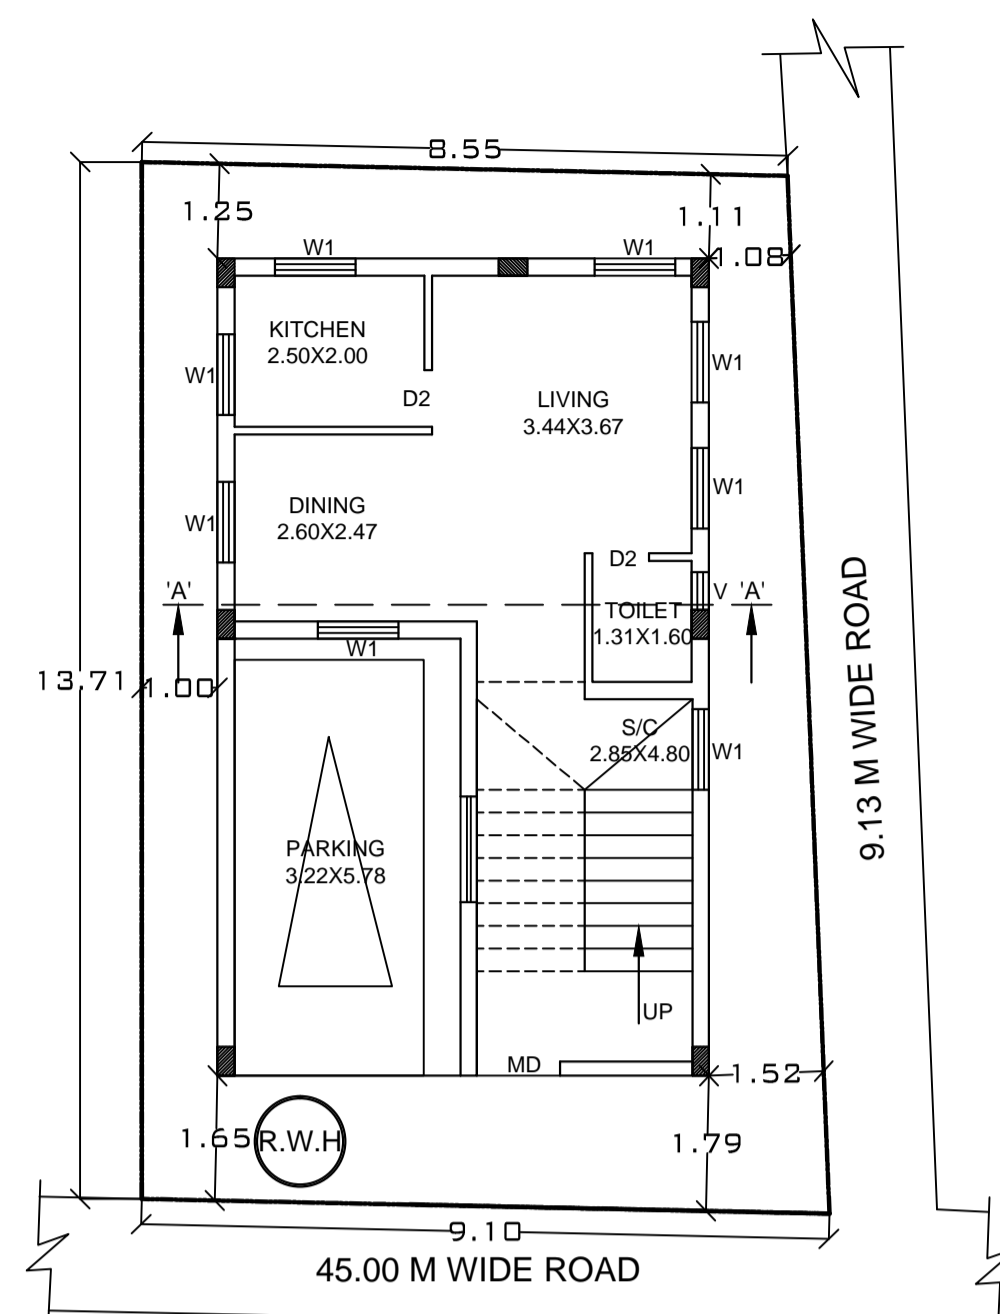 8.55
1.25
1.11
W1
W1
1.08
KITCHEN
2.50X2.00
W1
W1
D2
LIVING
3.44X3.67
W1
DINING
2.60X2.47
W1
D2
'A'
V 'A'
TOILET
1.31X1.60
W1
13.71
1.00
S/C
2.85X4.80
W1
9.13 M WIDE ROAD
PARKING
3.22X5.78
UP
MD
1.52
1.65
R.W.H
1.79
9.10
45.00 M WIDE ROAD